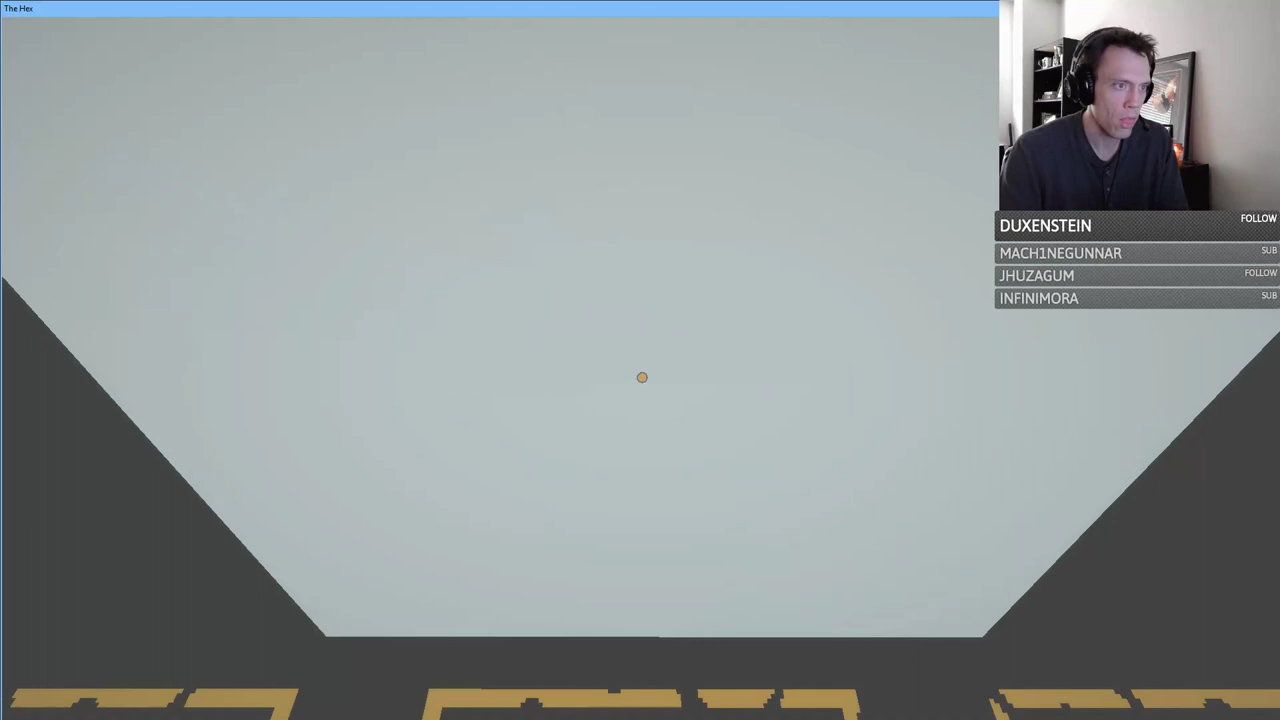 The Hex
DUXENSTEIN FOLLOW
MACH1NEGUNNAR SUB
JHUZAGUM FOLLOW
INFINIMORA SUB